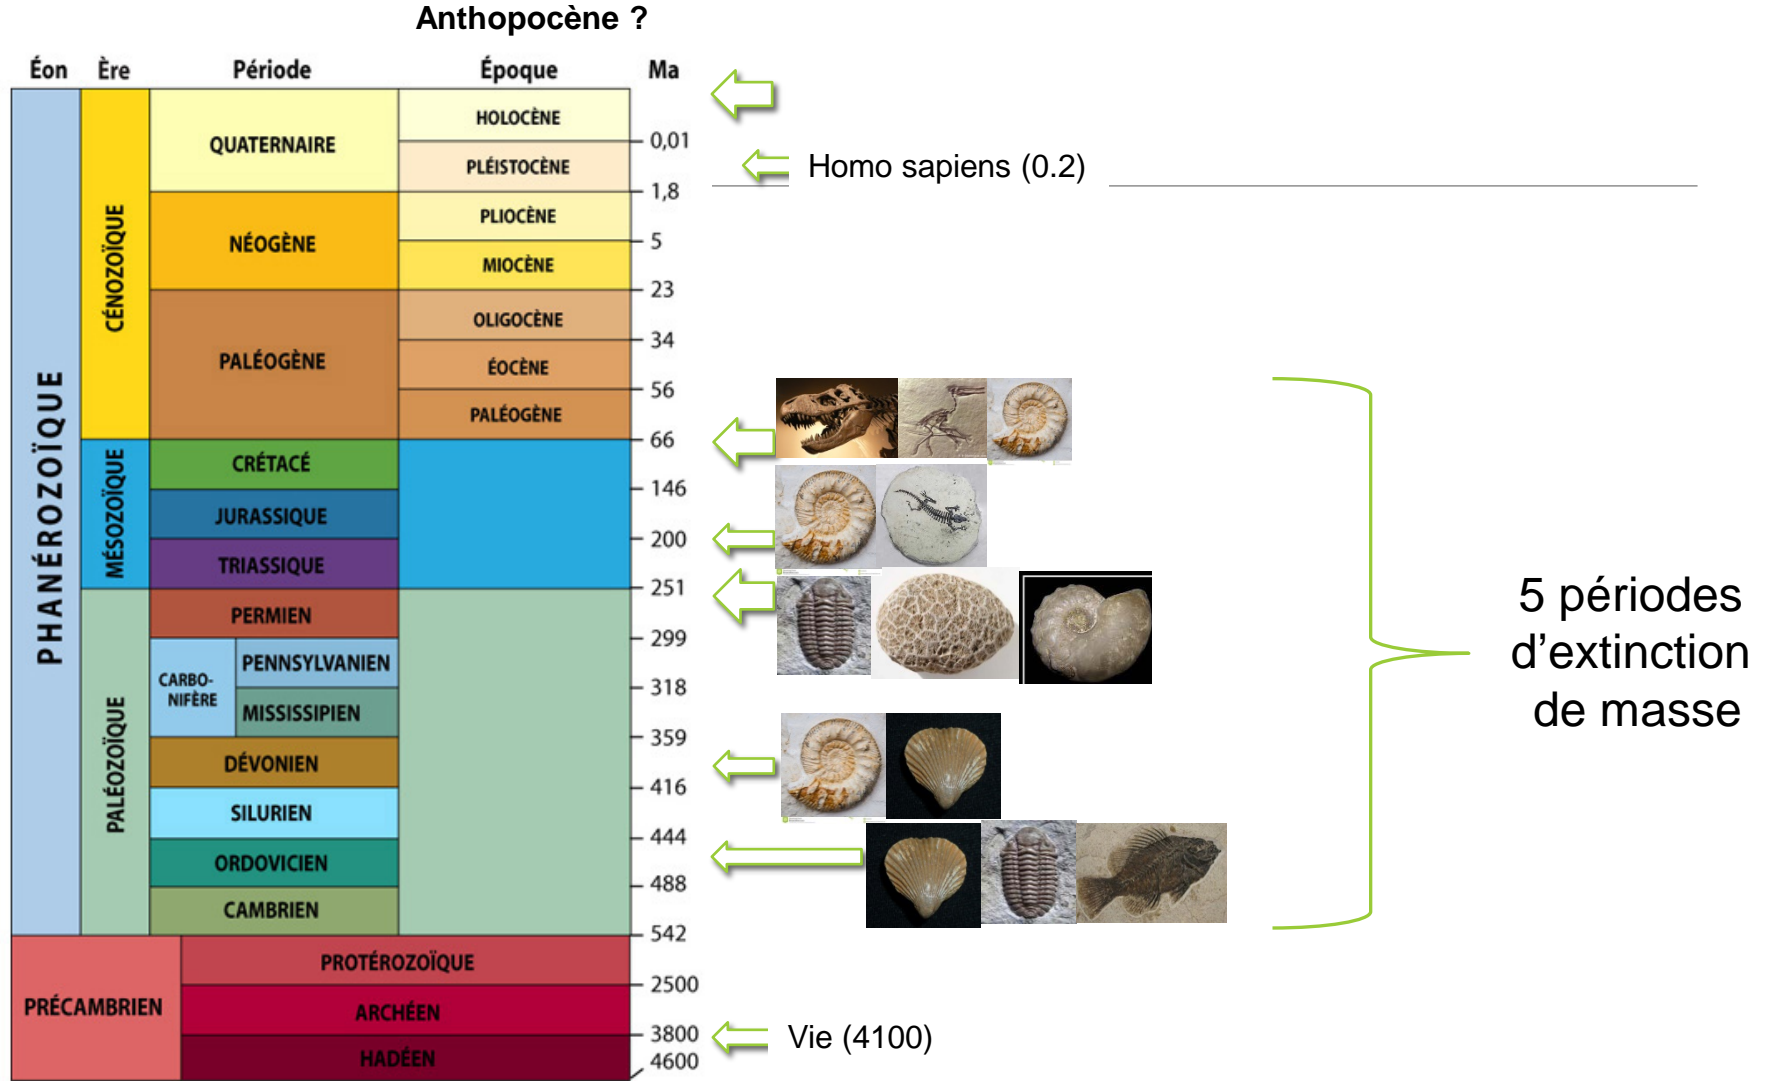 Anthopocène ?
Éon Ère Période Époque Ma
PHANÉROZOÏQUE
CÉNOZOÏQUE
QUATERNAIRE
HOLOCÈNE
0,01
PLÉISTOCÈNE
Homo sapiens (0.2)
1,8
NÉOGÈNE
PLIOCÈNE
5
MIOCÈNE
23
PALÉOGÈNE
OLIGOCÈNE
34
ÉOCÈNE
56
PALÉOGÈNE
66
MÉSOZOÏQUE
CRÉTACÉ
146
JURASSIQUE
200
TRIASSIQUE
251
PALÉOZOÏQUE
PERMIEN
299
CARBO-
NIFÈRE
PENNSYLVANIEN
318
MISSISSIPIEN
359
DÉVONIEN
416
SILURIEN
444
ORDOVICIEN
488
CAMBRIEN
542
5 périodes
d’extinction
de masse
PRÉCAMBRIEN
PROTÉROZOÏQUE
2500
ARCHÉEN
3800
Vie (4100)
HADÉEN
4600